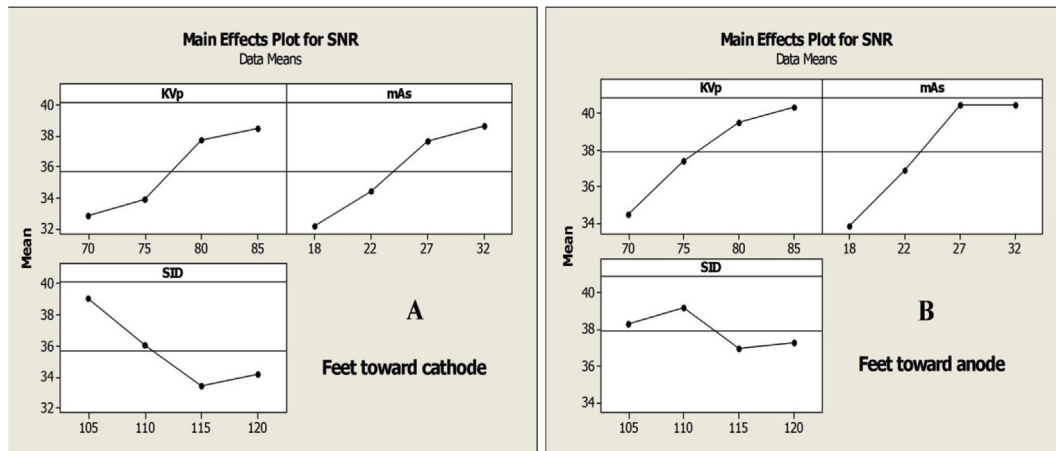 Main Effects Plot for SNR
Data Means
KVp
mAs
40
38
36
34
32
70
75
80
85
18
22
27
32
Mean
SID
40
38
36
34
32
105
110
115
120
A
Feet toward cathode
Main Effects Plot for SNR
Data Means
KVp
mAs
40
38
36
34
70
75
80
85
18
22
27
32
Mean
SID
40
38
36
34
105
110
115
120
B
Feet toward anode